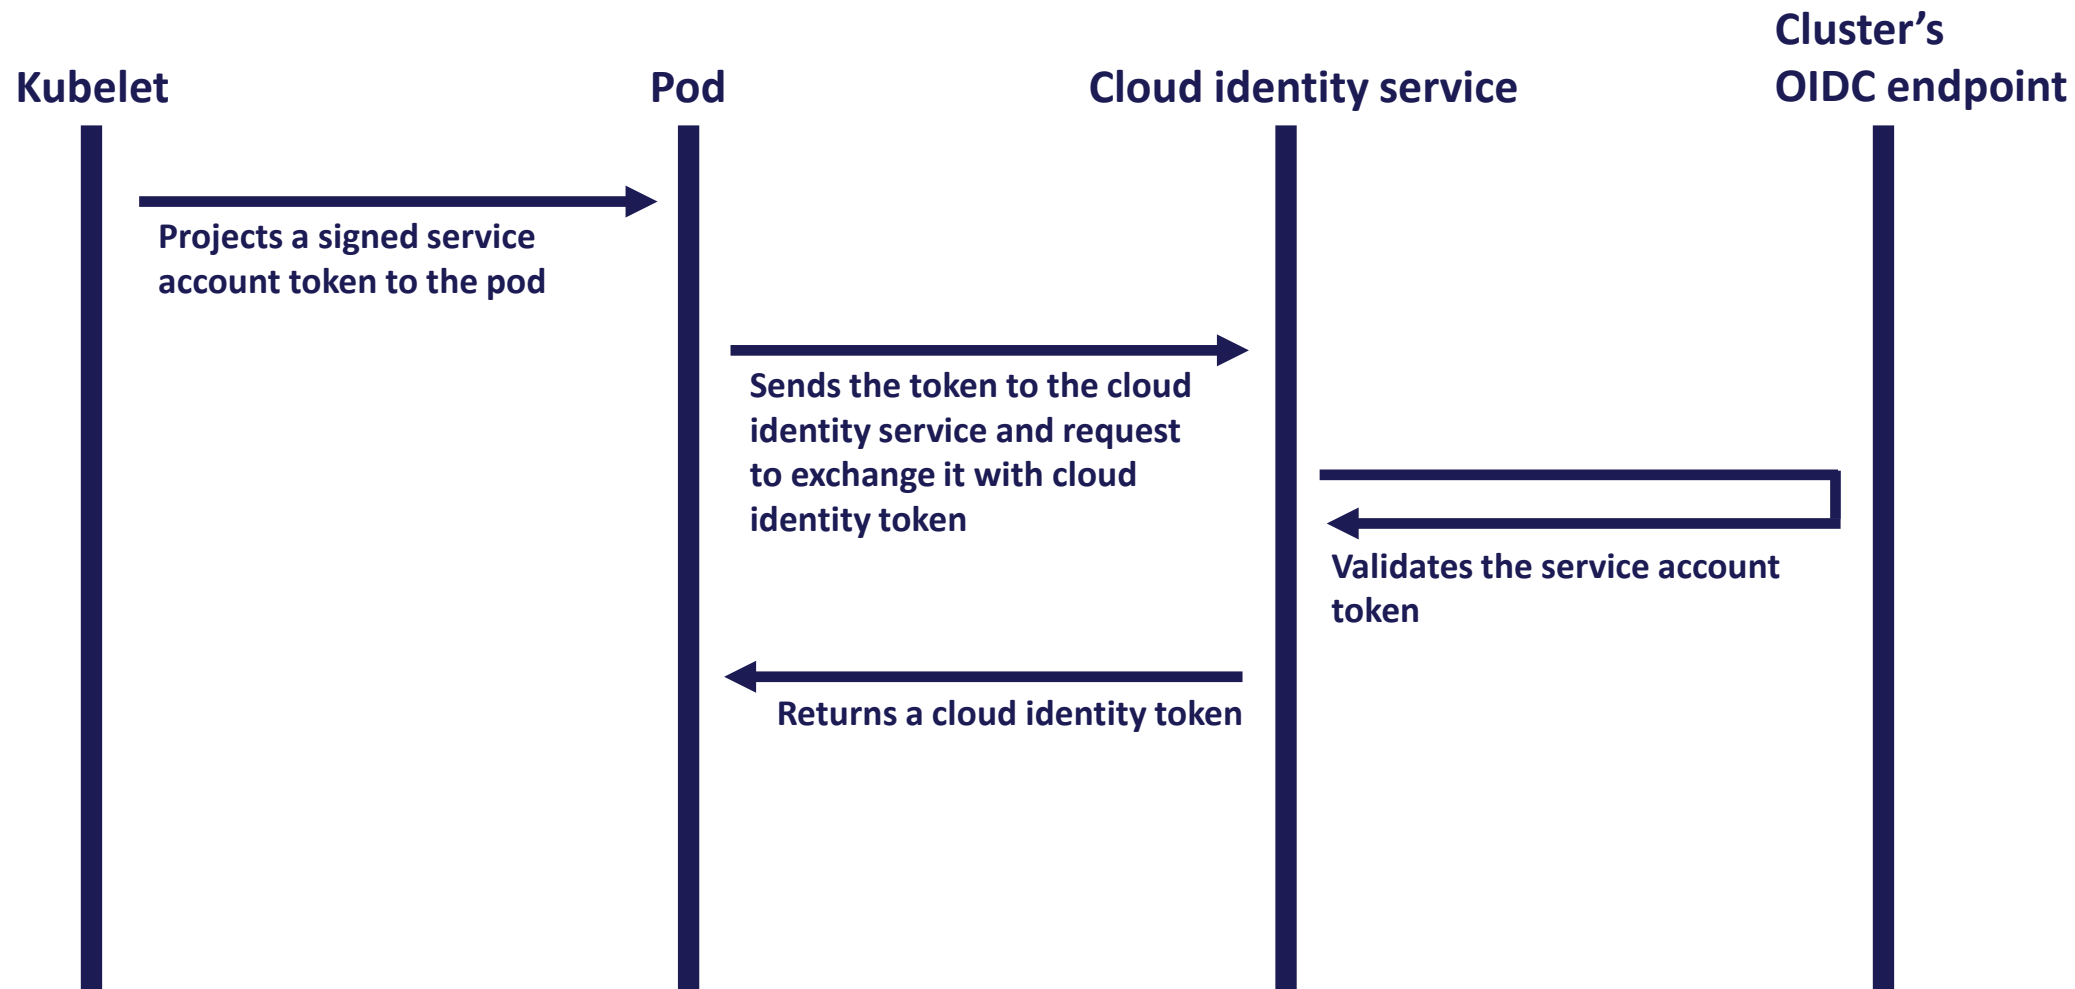 Kubelet
Pod
Cloud identity service
Cluster’s
OIDC endpoint
Projects a signed service
account token to the pod
Sends the token to the cloud
identity service and request
to exchange it with cloud
identity token
Validates the service account
token
Returns a cloud identity token